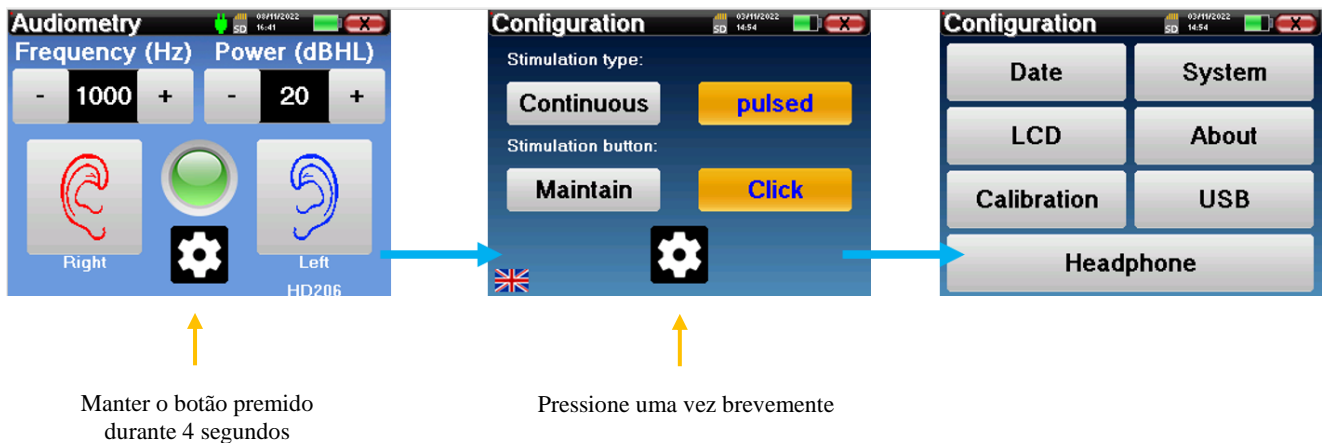 Audiometry
SD
08/11/2022
16:41
X
Frequency (Hz) Power (dBHL)
- 1000 + - 20 +
Right
Left
HD206
Configuration
SD
03/11/2022
14:54
X
Stimulation type:
Continuous pulsed
Stimulation button:
Maintain Click
Configuration
SD
03/11/2022
14:54
X
Date System
LCD About
Calibration USB
Headphone
Manter o botão premido
durante 4 segundos
Pressione uma vez brevemente